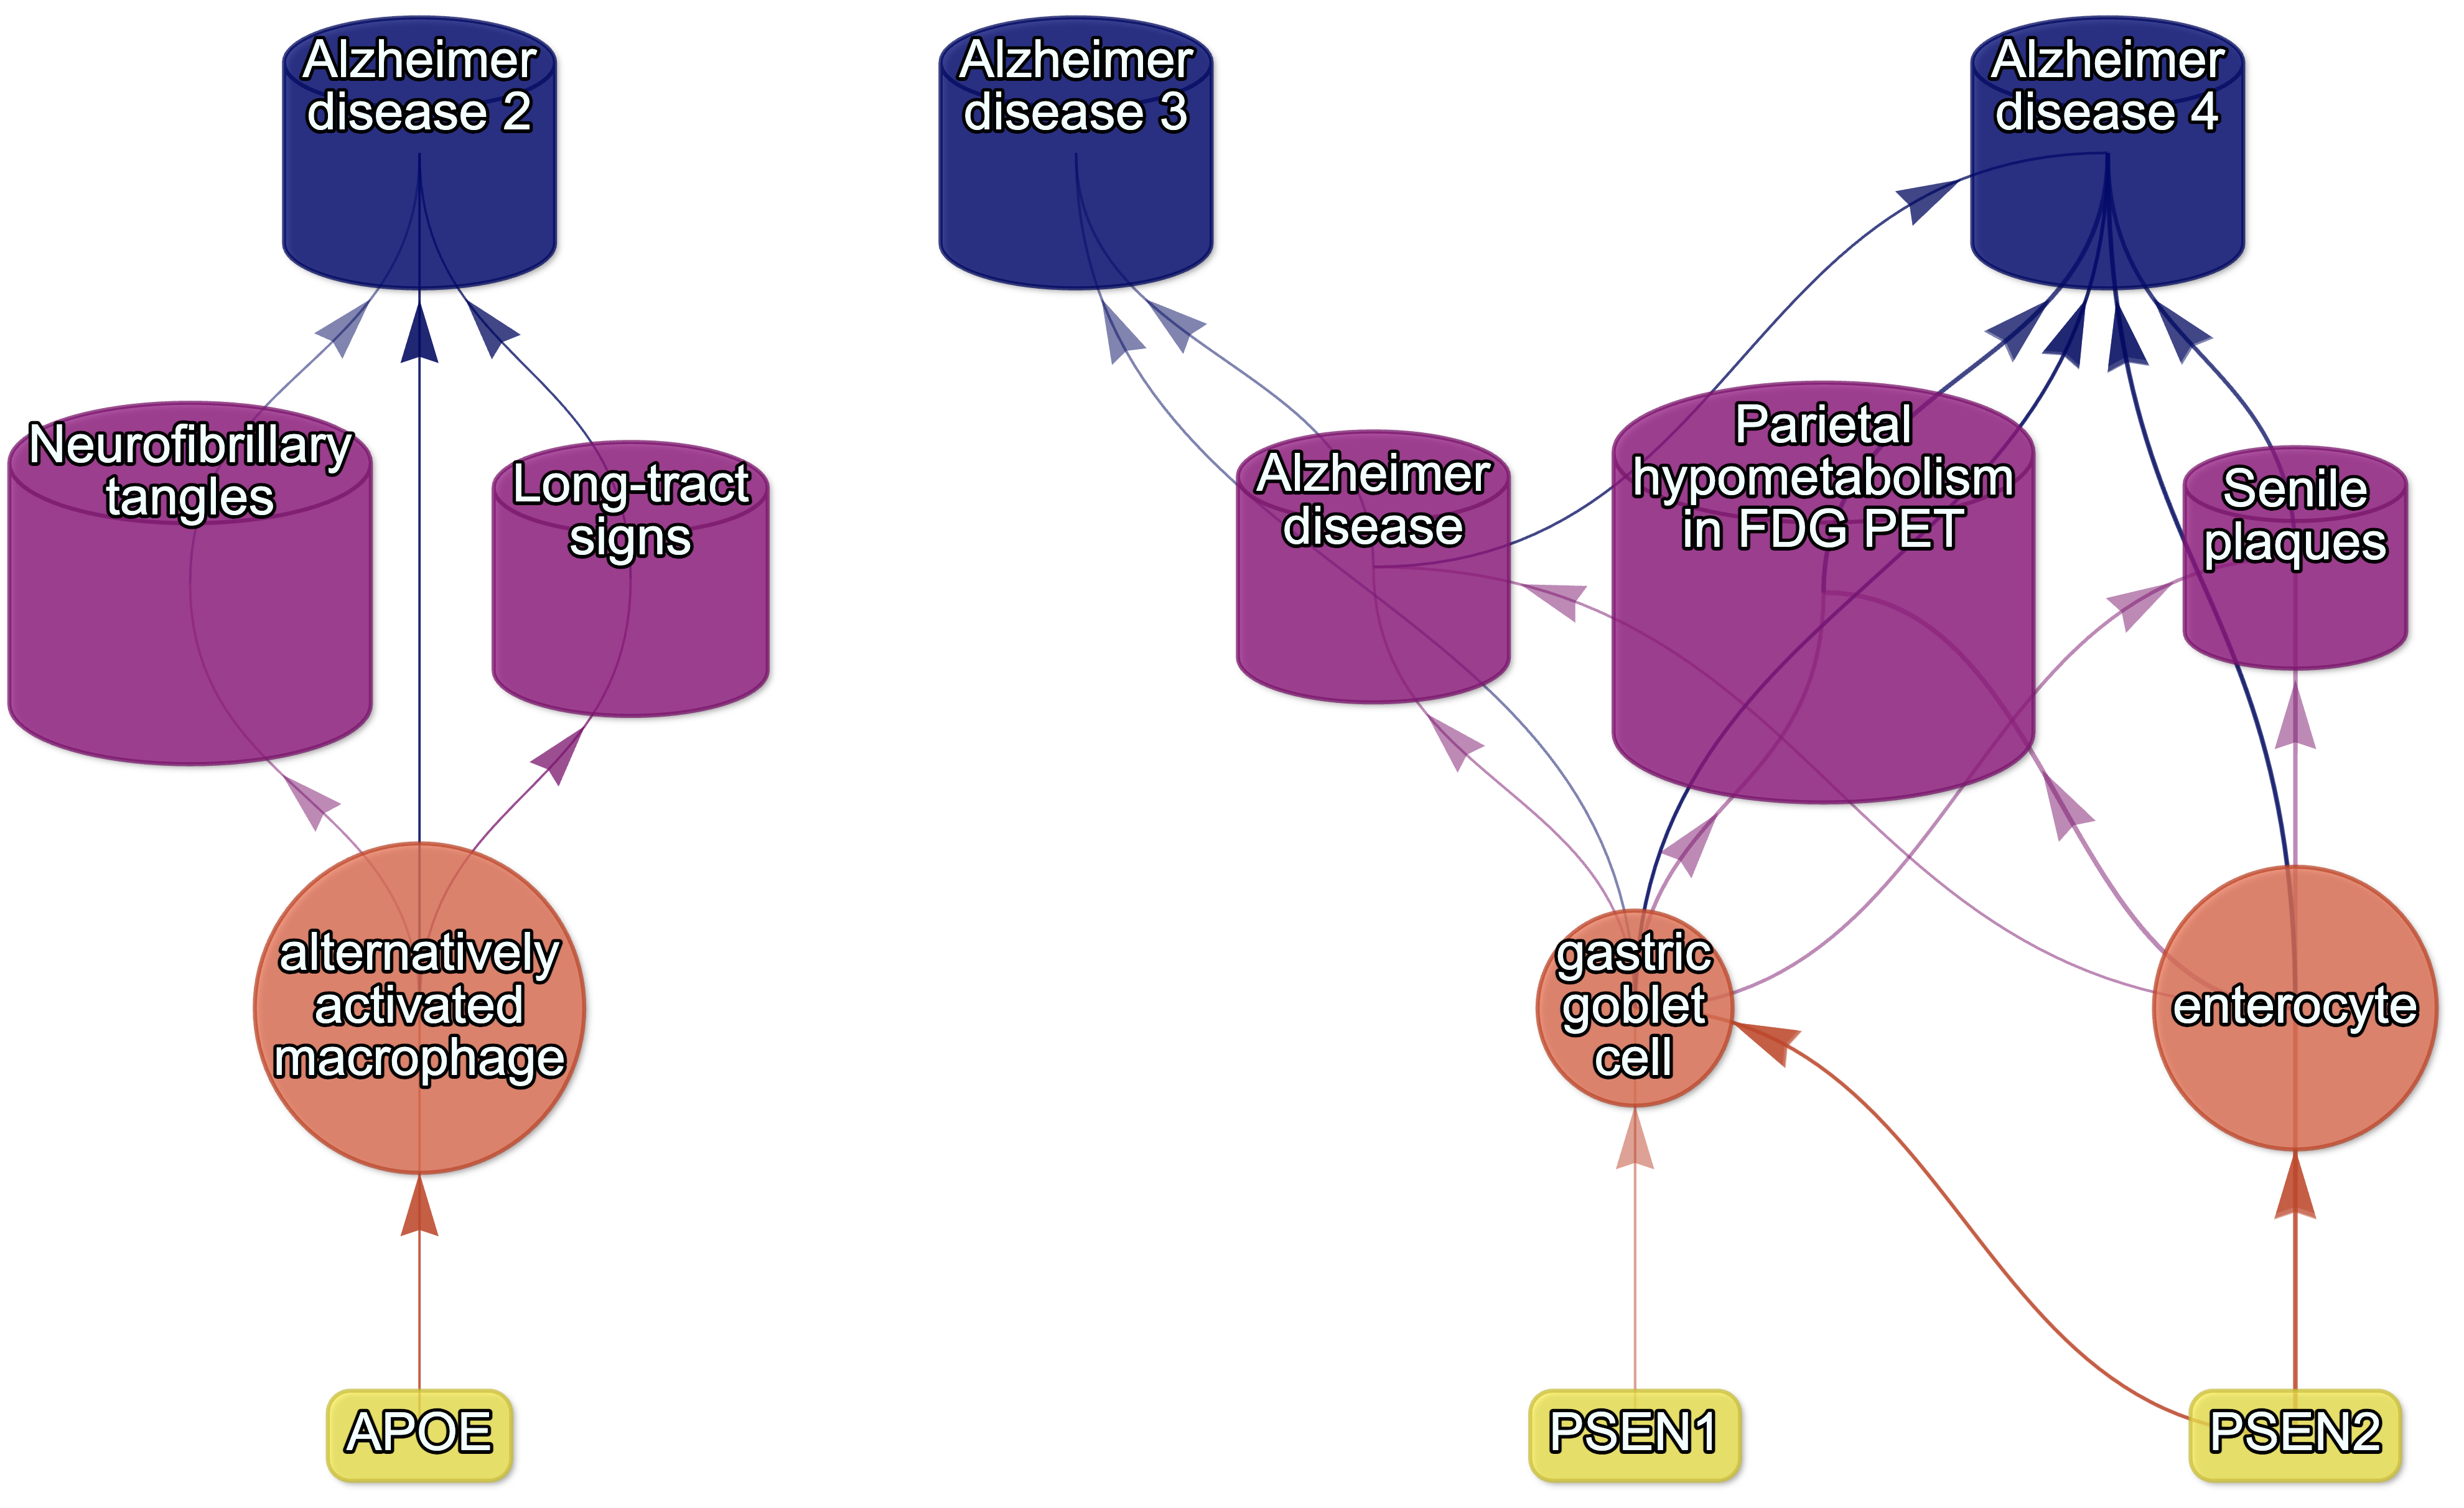 Alzheimer
disease 2
Alzheimer
disease 3
Alzheimer
disease 4
Neurofibrillary
tangles
Long-tract
signs
Alzheimer
disease
Parietal
hypometabolism
in FDG PET
Senile
plaques
alternatively
activated
macrophage
gastric
goblet
cell
enterocyte
APOE
PSEN1
PSEN2